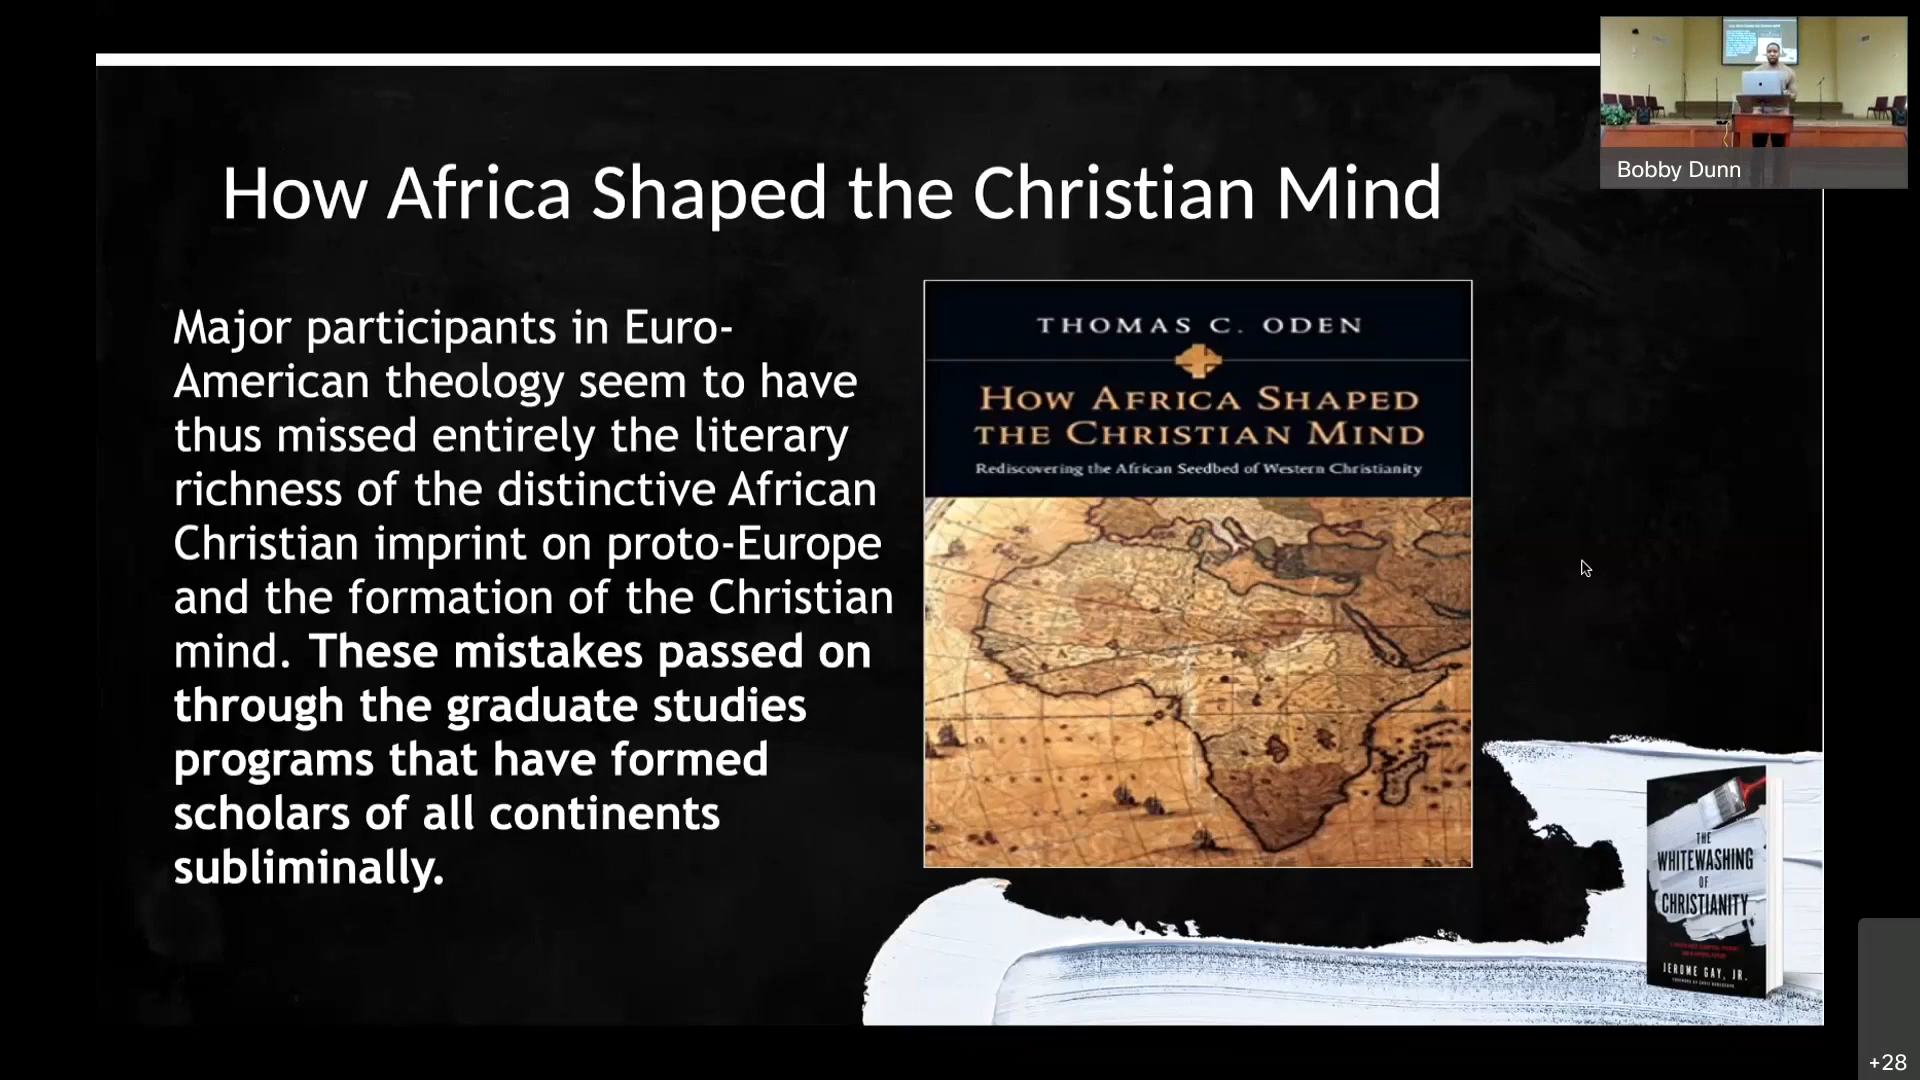 How Africa Shaped the Christian Mind
Bobby Dunn
Major participants in Euro-
American theology seem to have
thus missed entirely the literary
richness of the distinctive African
Christian imprint on proto-Europe
and the formation of the Christian
mind. These mistakes passed on
through the graduate studies
programs that have formed
scholars of all continents
subliminally.
THOMAS C. ODEN
HOW AFRICA SHAPED
THE CHRISTIAN MIND
Rediscovering the African Seedbed of Western Christianity
THE
WHITEWASHING
OF
CHRISTIANITY
JEROME GAY, JR.
+28